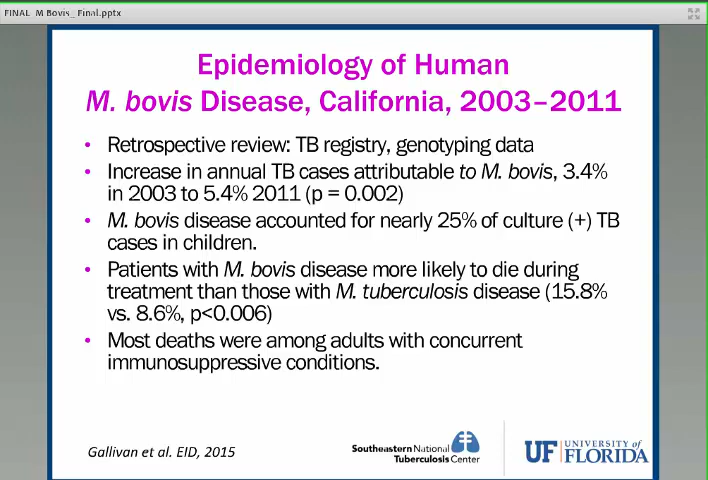 FINAL M Bovis_ Final.pptx
Epidemiology of Human
M. bovis Disease, California, 2003–2011
• Retrospective review: TB registry, genotyping data
• Increase in annual TB cases attributable to M. bovis, 3.4%
in 2003 to 5.4% 2011 (p = 0.002)
• M. bovis disease accounted for nearly 25% of culture (+) TB
cases in children.
• Patients with M. bovis disease more likely to die during
treatment than those with M. tuberculosis disease (15.8%
vs. 8.6%, p<0.006)
• Most deaths were among adults with concurrent
immunosuppressive conditions.
Gallivan et al. EID, 2015
Southeastern National
Tuberculosis Center
UF UNIVERSITY of
FLORIDA